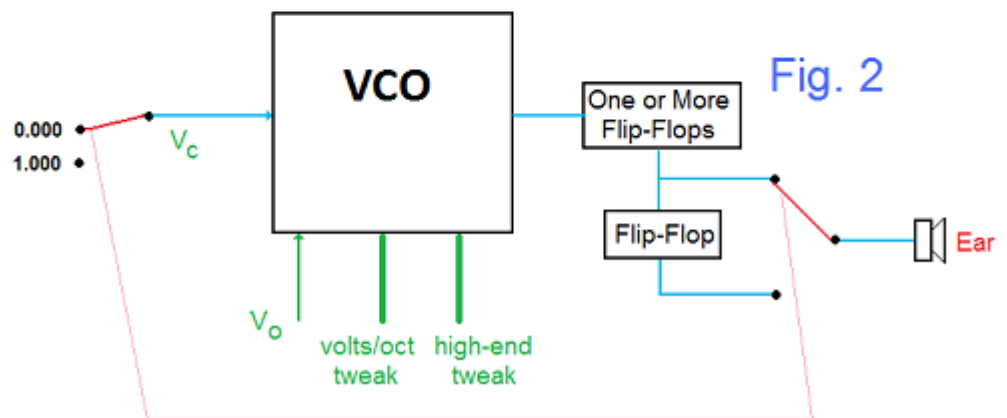 VCO
Fig. 2
One or More
Flip-Flops
0.000
1.000
Vc
Flip-Flop
Ear
Vo
volts/oct
tweak
high-end
tweak